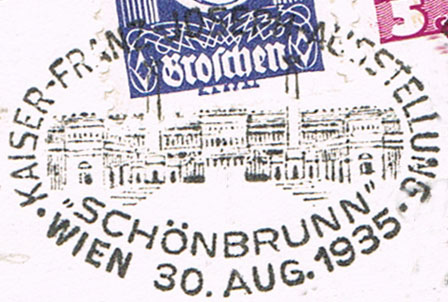 KAISER-FRANZ-JOSEF-AUSSTELLUNG
Groschen
"SCHÖNBRUNN"
WIEN 30. AUG. 1935